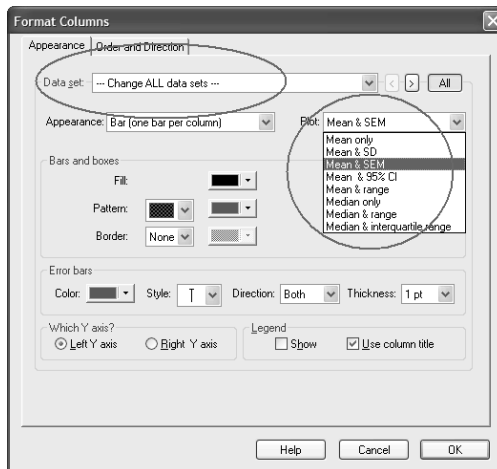 Format Columns
Appearance Order and Direction
Data set: --- Change ALL data sets --- < > All
Appearance: Bar (one bar per column) Plot: Mean & SEM
Mean only
Mean & SD
Mean & SEM
Mean & 95% CI
Mean & range
Median only
Median & range
Median & interquartile range
Bars and boxes
Fill:
Pattern:
Border: None
Error bars
Color: Style: Direction: Both Thickness: 1 pt
Which Y axis? Legend
Left Y axis Right Y axis Show Use column title
Help Cancel OK